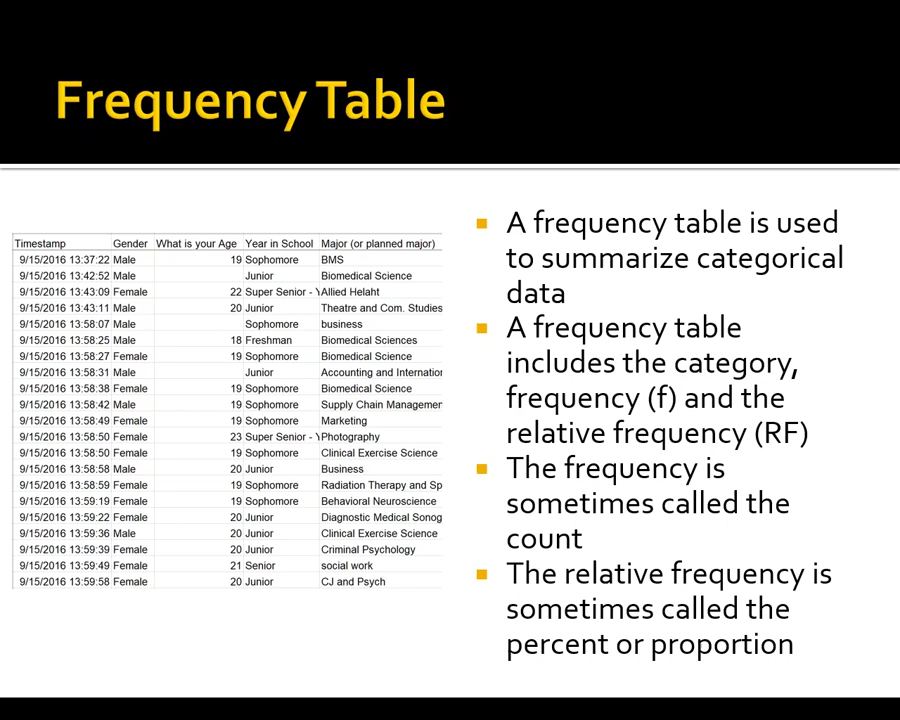 Frequency Table
Timestamp Gender What is your Age Year in School Major (or planned major)
9/15/2016 13:37:22 Male 19 Sophomore BMS
9/15/2016 13:42:52 Male Junior Biomedical Science
9/15/2016 13:43:09 Female 22 Super Senior - Y Allied Helaht
9/15/2016 13:43:11 Male 20 Junior Theatre and Com. Studies
9/15/2016 13:58:07 Male Sophomore business
9/15/2016 13:58:25 Male 18 Freshman Biomedical Sciences
9/15/2016 13:58:27 Female 19 Sophomore Biomedical Science
9/15/2016 13:58:31 Male Junior Accounting and Internation
9/15/2016 13:58:38 Female 19 Sophomore Biomedical Science
9/15/2016 13:58:42 Male 19 Sophomore Supply Chain Managemen
9/15/2016 13:58:49 Female 19 Sophomore Marketing
9/15/2016 13:58:50 Female 23 Super Senior - Y Photography
9/15/2016 13:58:50 Female 19 Sophomore Clinical Exercise Science
9/15/2016 13:58:58 Male 20 Junior Business
9/15/2016 13:58:59 Female 19 Sophomore Radiation Therapy and Sp
9/15/2016 13:59:19 Female 19 Sophomore Behavioral Neuroscience
9/15/2016 13:59:22 Female 20 Junior Diagnostic Medical Sonog
9/15/2016 13:59:36 Male 20 Junior Clinical Exercise Science
9/15/2016 13:59:39 Female 20 Junior Criminal Psychology
9/15/2016 13:59:49 Female 21 Senior social work
9/15/2016 13:59:58 Female 20 Junior CJ and Psych
A frequency table is used
to summarize categorical
data
A frequency table
includes the category,
frequency (f) and the
relative frequency (RF)
The frequency is
sometimes called the
count
The relative frequency is
sometimes called the
percent or proportion